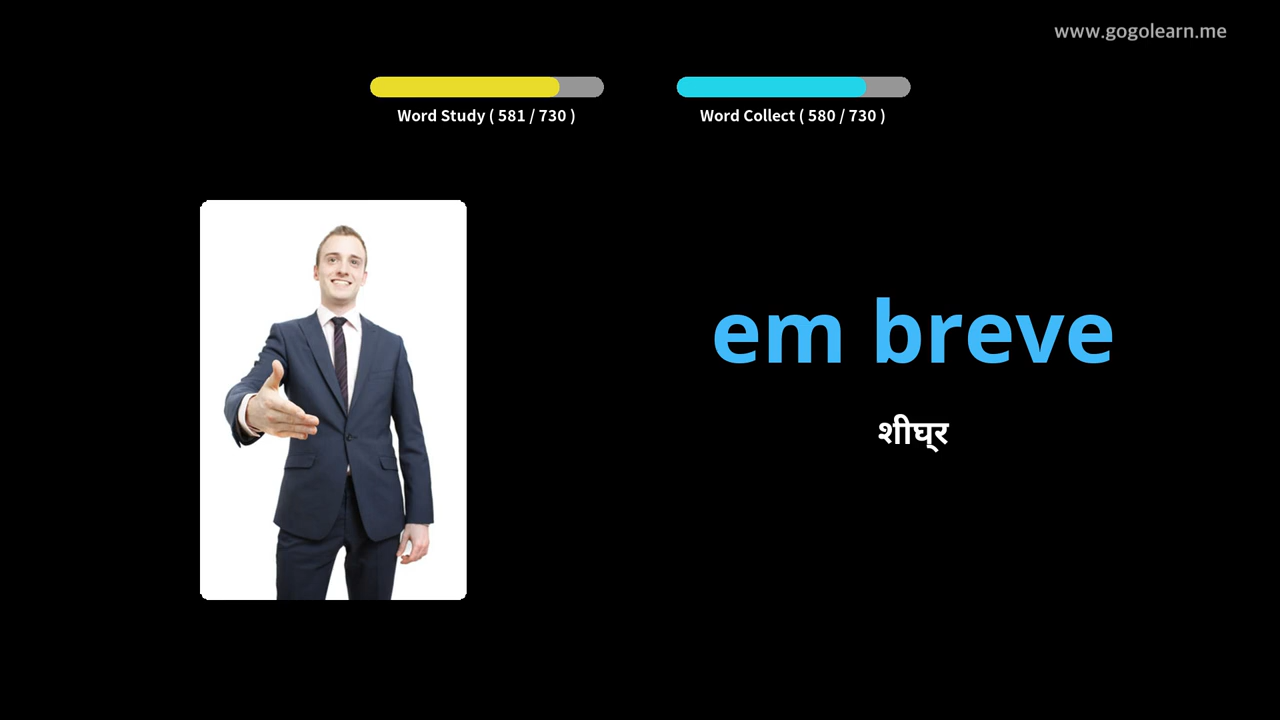 www.gogolearn.me
Word Study ( 581 / 730 )
Word Collect ( 580 / 730 )
em breve
शीघ्र